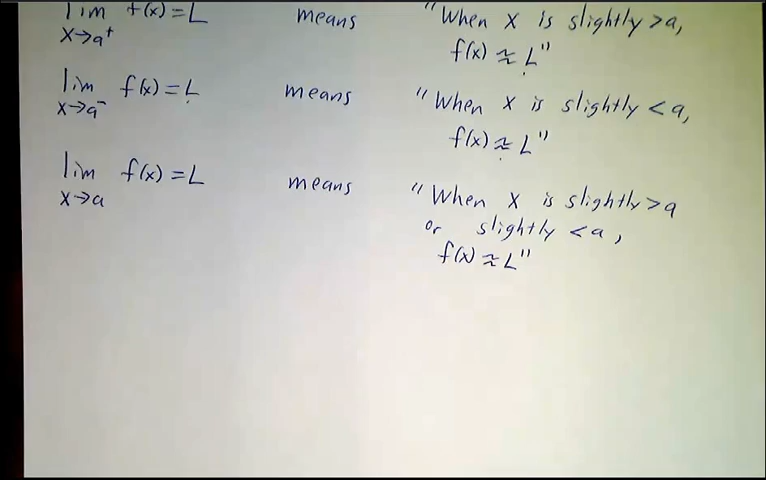 lim f(x) = L means "When x is slightly > a,
x→a⁺ f(x) ≈ L"
lim f(x) = L means "When x is slightly < a,
x→a⁻ f(x) ≈ L"
lim f(x) = L means "When x is slightly > a
x→a or slightly < a,
f(x) ≈ L"